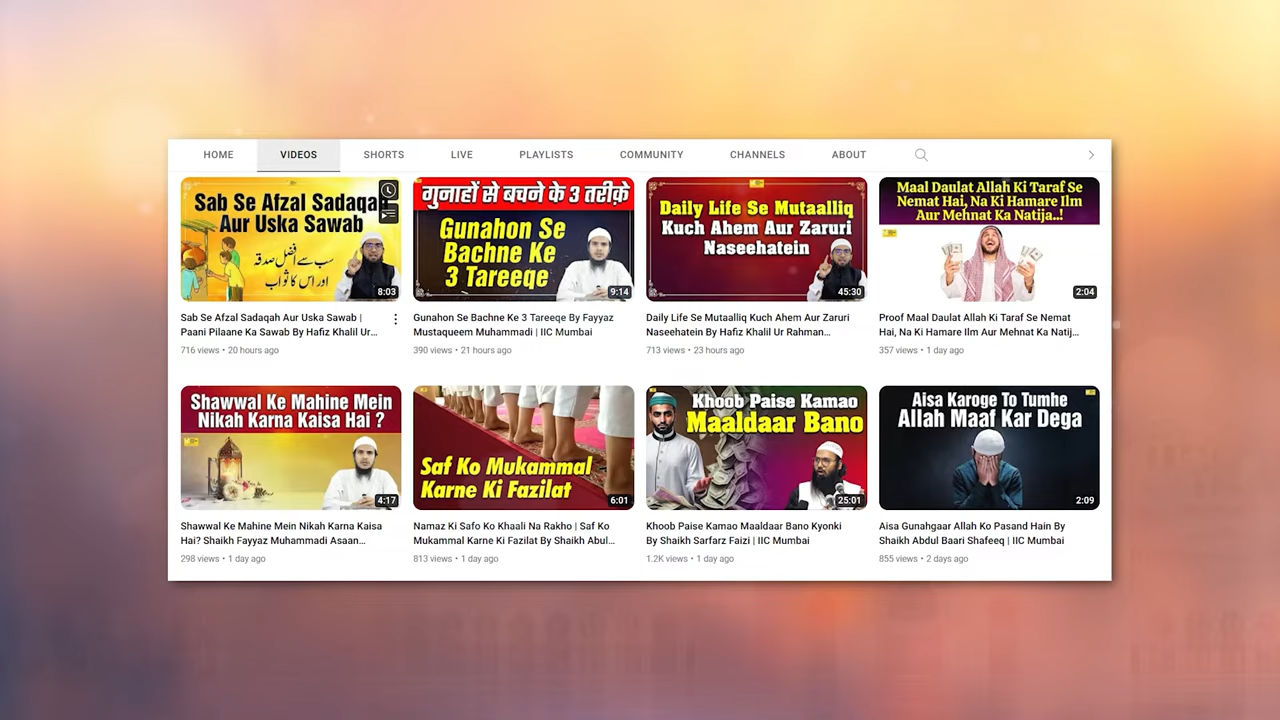 HOME
VIDEOS
SHORTS
LIVE
PLAYLISTS
COMMUNITY
CHANNELS
ABOUT
Sab Se Afzal Sadaqah
Aur Uska Sawab
سب سے افضل صدقہ
اور اس کا ثواب
8:03
गुनाहों से बचने के 3 तरीक़े
Gunahon Se
Bachne Ke
3 Tareeqe
9:14
Daily Life Se Mutaalliq
Kuch Ahem Aur Zaruri
Naseehatein
45:30
Maal Daulat Allah Ki Taraf Se
Nemat Hai, Na Ki Hamare Ilm
Aur Mehnat Ka Natija..!
2:04
Sab Se Afzal Sadaqah Aur Uska Sawab |
Paani Pilaane Ka Sawab By Hafiz Khalil Ur...
716 views • 20 hours ago
Gunahon Se Bachne Ke 3 Tareeqe By Fayyaz
Mustaqueem Muhammadi | IIC Mumbai
390 views • 21 hours ago
Daily Life Se Mutaalliq Kuch Ahem Aur Zaruri
Naseehatein By Hafiz Khalil Ur Rahman...
713 views • 23 hours ago
Proof Maal Daulat Allah Ki Taraf Se Nemat
Hai, Na Ki Hamare Ilm Aur Mehnat Ka Natij...
357 views • 1 day ago
Shawwal Ke Mahine Mein
Nikah Karna Kaisa Hai ?
4:17
Saf Ko Mukammal
Karne Ki Fazilat
6:01
Khoob Paise Kamao
Maaldaar Bano
25:01
Aisa Karoge To Tumhe
Allah Maaf Kar Dega
2:09
Shawwal Ke Mahine Mein Nikah Karna Kaisa
Hai? Shaikh Fayyaz Muhammadi Asaan...
298 views • 1 day ago
Namaz Ki Safo Ko Khaali Na Rakho | Saf Ko
Mukammal Karne Ki Fazilat By Shaikh Abul...
813 views • 1 day ago
Khoob Paise Kamao Maaldaar Bano Kyonki
By Shaikh Sarfarz Faizi | IIC Mumbai
1.2K views • 1 day ago
Aisa Gunahgaar Allah Ko Pasand Hain By
Shaikh Abdul Baari Shafeeq | IIC Mumbai
855 views • 2 days ago